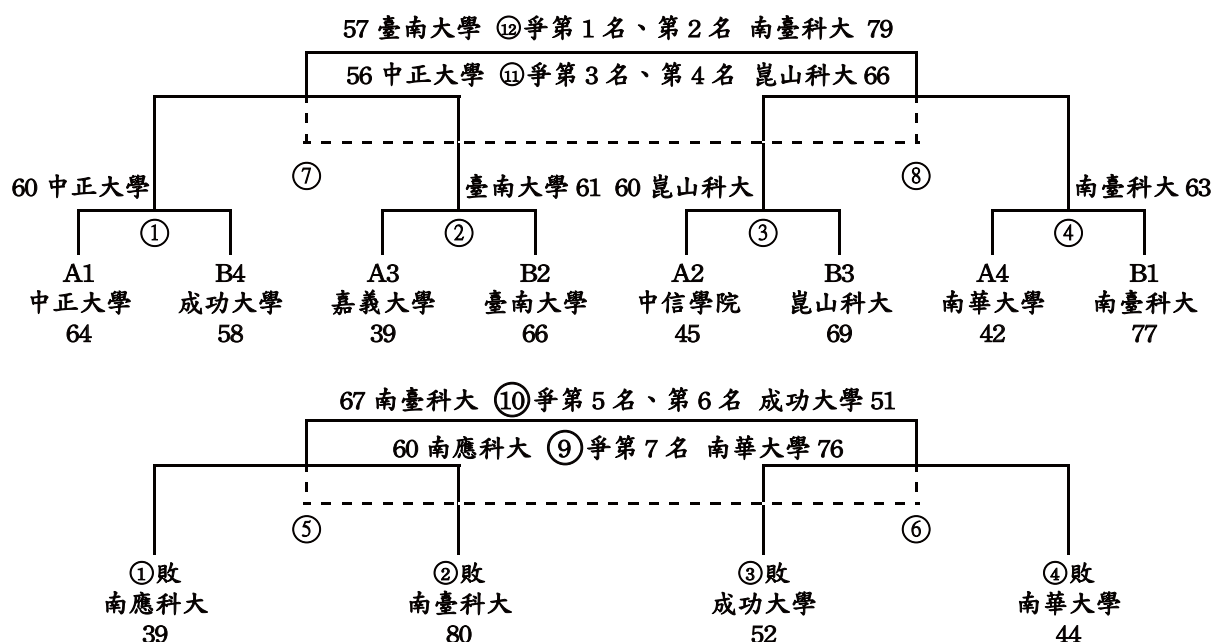 57 臺南大學 ⑫爭第 1 名、第 2 名 南臺科大 79
56 中正大學 ⑪爭第 3 名、第 4 名 崑山科大 66
⑦ ⑧
60 中正大學 臺南大學 61 60 崑山科大 南臺科大 63
① ② ③ ④
A1 B4 A3 B2 A2 B3 A4 B1
中正大學 成功大學 嘉義大學 臺南大學 中信學院 崑山科大 南華大學 南臺科大
64 58 39 66 45 69 42 77
67 南臺科大 ⑩爭第 5 名、第 6 名 成功大學 51
60 南應科大 ⑨爭第 7 名 南華大學 76
⑤ ⑥
①敗 ②敗 ③敗 ④敗
南應科大 南臺科大 成功大學 南華大學
39 80 52 44